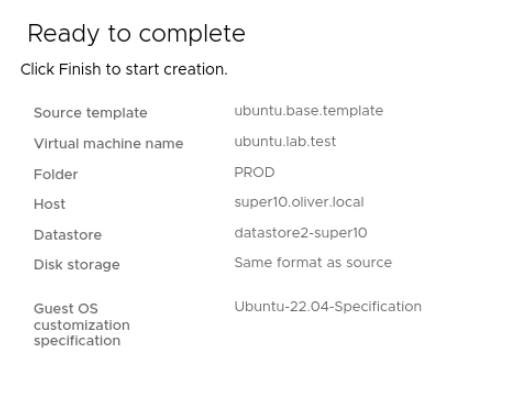 Ready to complete
Click Finish to start creation.
Source template ubuntu.base.template
Virtual machine name ubuntu.lab.test
Folder PROD
Host super10.oliver.local
Datastore datastore2-super10
Disk storage Same format as source
Guest OS Ubuntu-22.04-Specification
customization
specification